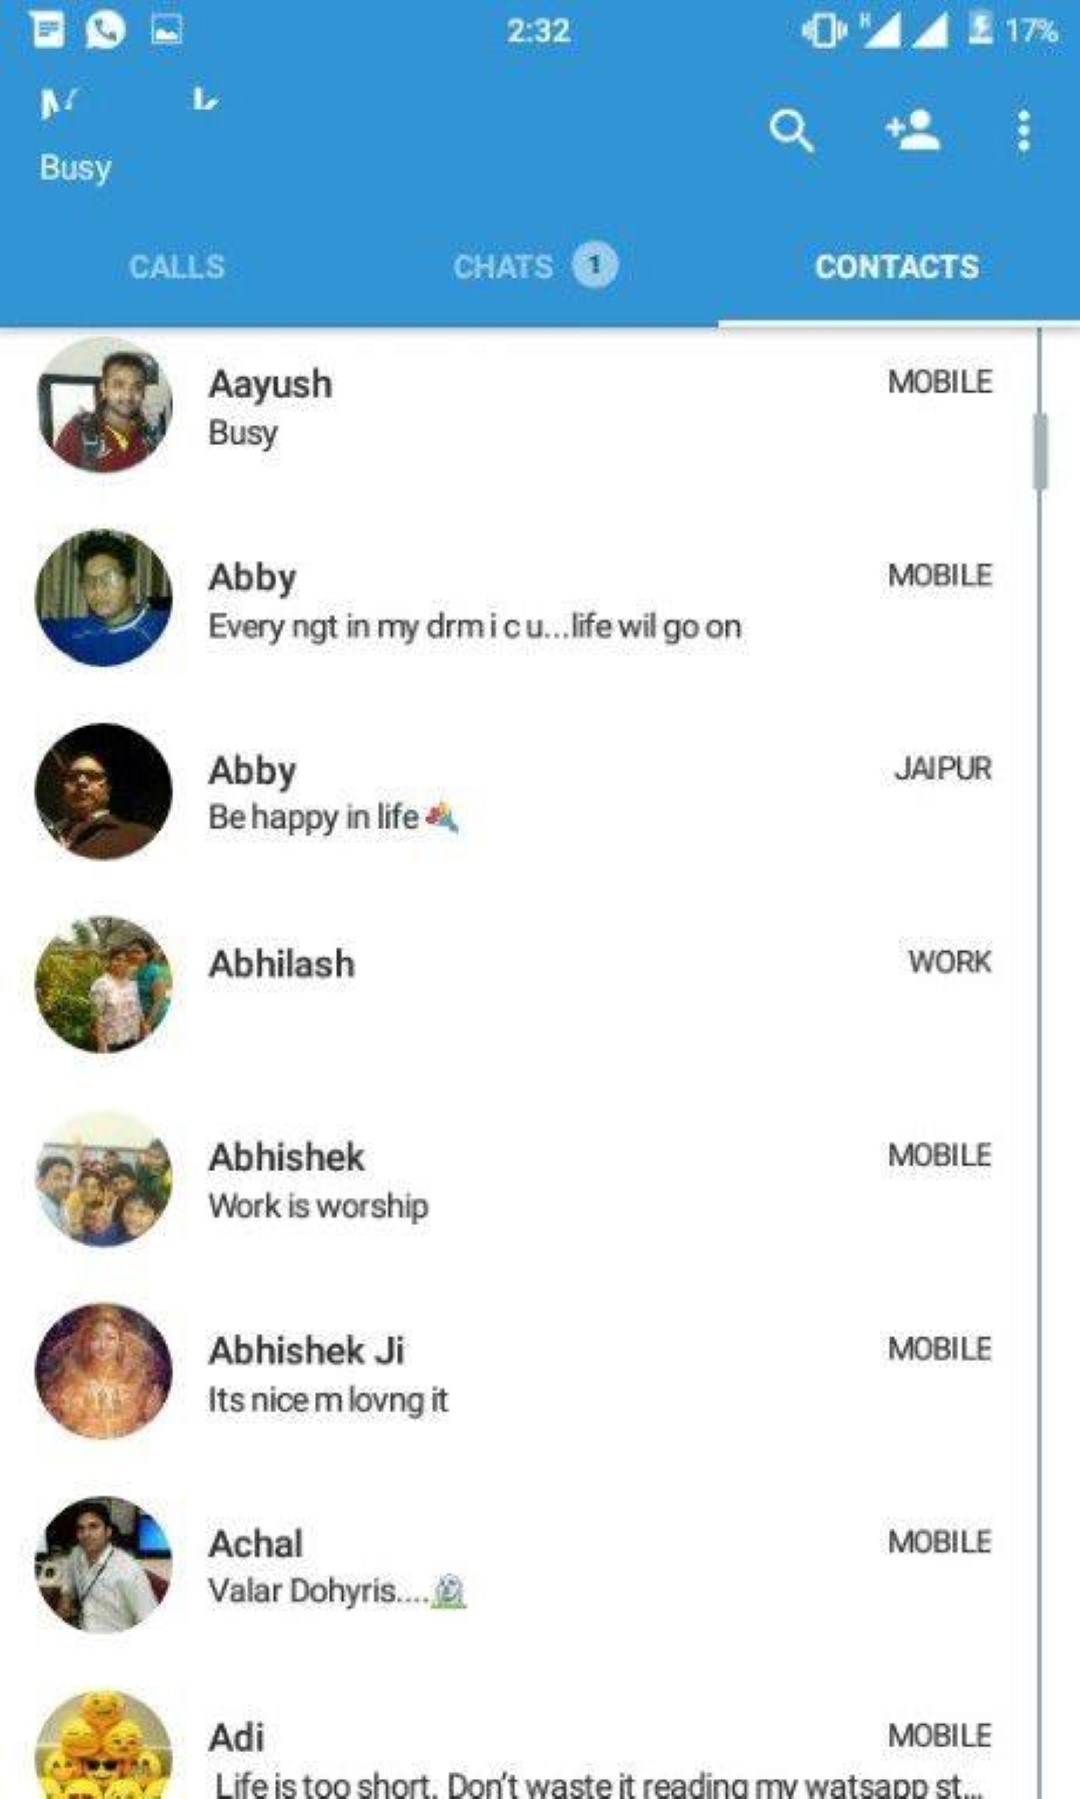 2:32
H
17%
Busy
CALLS
CHATS 1
CONTACTS
Aayush
MOBILE
Busy
Abby
MOBILE
Every ngt in my drm i c u...life wil go on
Abby
JAIPUR
Be happy in life
Abhilash
WORK
Abhishek
MOBILE
Work is worship
Abhishek Ji
MOBILE
Its nice m lovng it
Achal
MOBILE
Valar Dohyris....
Adi
MOBILE
Life is too short. Don't waste it reading my watsapp st...